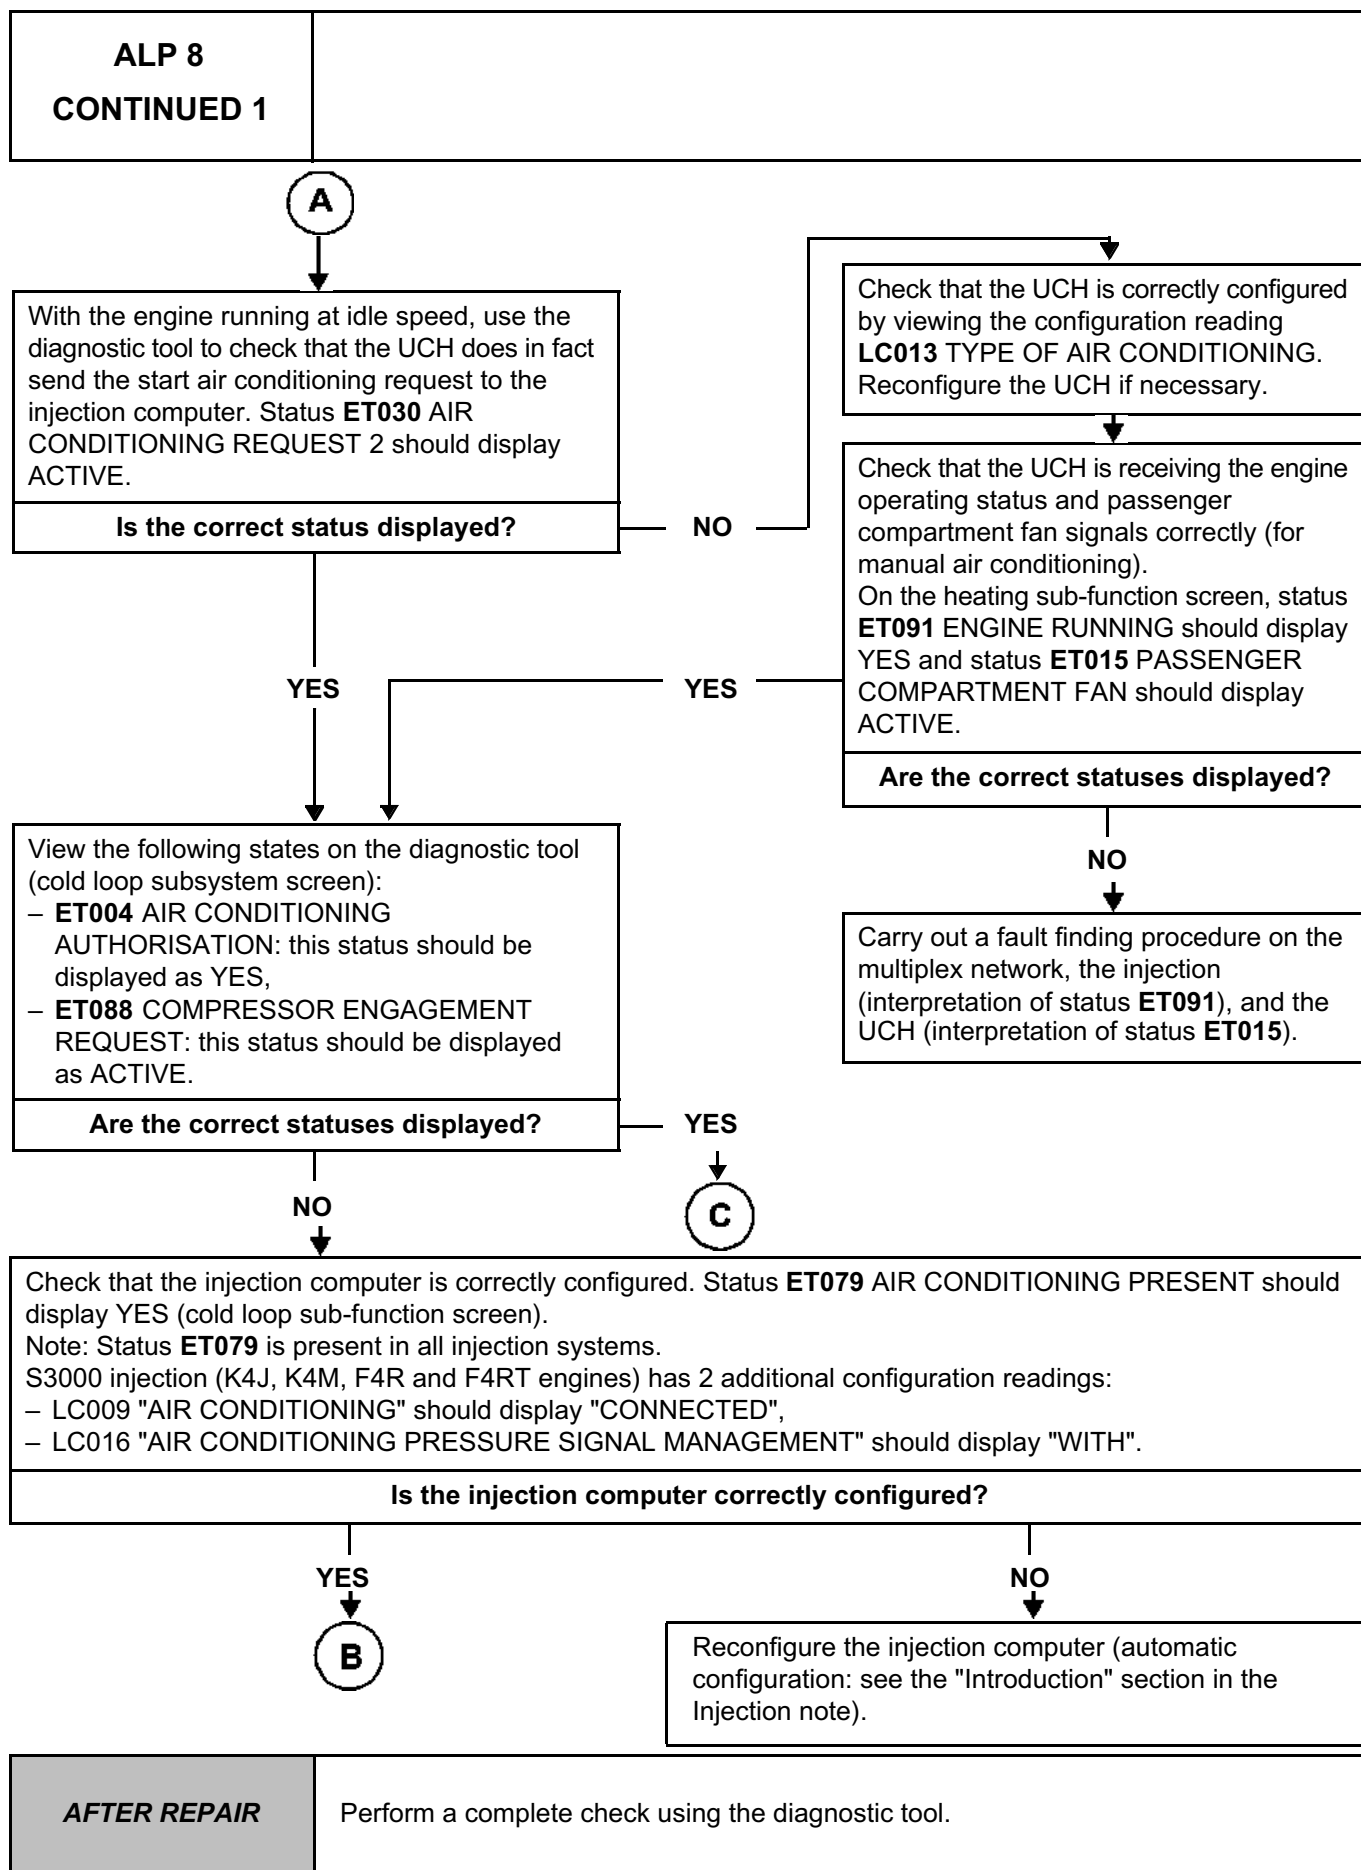 ALP 8
CONTINUED 1
A
With the engine running at idle speed, use the
diagnostic tool to check that the UCH does in fact
send the start air conditioning request to the
injection computer. Status ET030 AIR
CONDITIONING REQUEST 2 should display
ACTIVE.
Is the correct status displayed?
NO
Check that the UCH is correctly configured
by viewing the configuration reading
LC013 TYPE OF AIR CONDITIONING.
Reconfigure the UCH if necessary.
Check that the UCH is receiving the engine
operating status and passenger
compartment fan signals correctly (for
manual air conditioning).
On the heating sub-function screen, status
ET091 ENGINE RUNNING should display
YES and status ET015 PASSENGER
COMPARTMENT FAN should display
ACTIVE.
Are the correct statuses displayed?
YES
YES
NO
Carry out a fault finding procedure on the
multiplex network, the injection
(interpretation of status ET091), and the
UCH (interpretation of status ET015).
View the following states on the diagnostic tool
(cold loop subsystem screen):
– ET004 AIR CONDITIONING
AUTHORISATION: this status should be
displayed as YES,
– ET088 COMPRESSOR ENGAGEMENT
REQUEST: this status should be displayed
as ACTIVE.
Are the correct statuses displayed?
YES
C
NO
Check that the injection computer is correctly configured. Status ET079 AIR CONDITIONING PRESENT should
display YES (cold loop sub-function screen).
Note: Status ET079 is present in all injection systems.
S3000 injection (K4J, K4M, F4R and F4RT engines) has 2 additional configuration readings:
– LC009 "AIR CONDITIONING" should display "CONNECTED",
– LC016 "AIR CONDITIONING PRESSURE SIGNAL MANAGEMENT" should display "WITH".
Is the injection computer correctly configured?
YES
B
NO
Reconfigure the injection computer (automatic
configuration: see the "Introduction" section in the
Injection note).
AFTER REPAIR
Perform a complete check using the diagnostic tool.